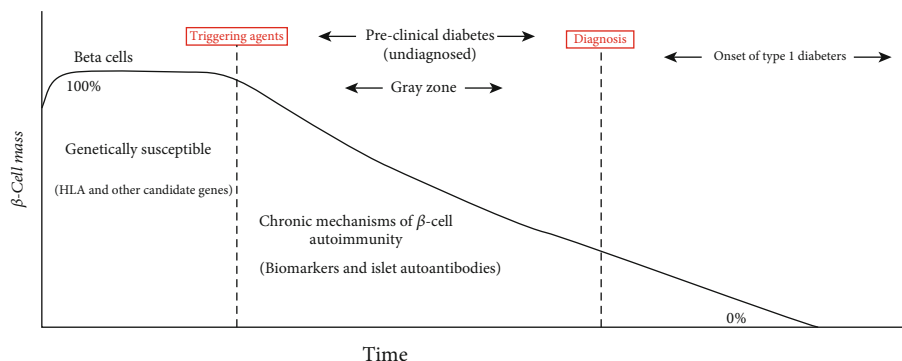 Triggering agents
Pre-clinical diabetes
(undiagnosed)
Diagnosis
Onset of type 1 diabeters
Beta cells
100%
Gray zone
Genetically susceptible
(HLA and other candidate genes)
Chronic mechanisms of β-cell
autoimmunity
(Biomarkers and islet autoantibodies)
0%
β-Cell mass
Time